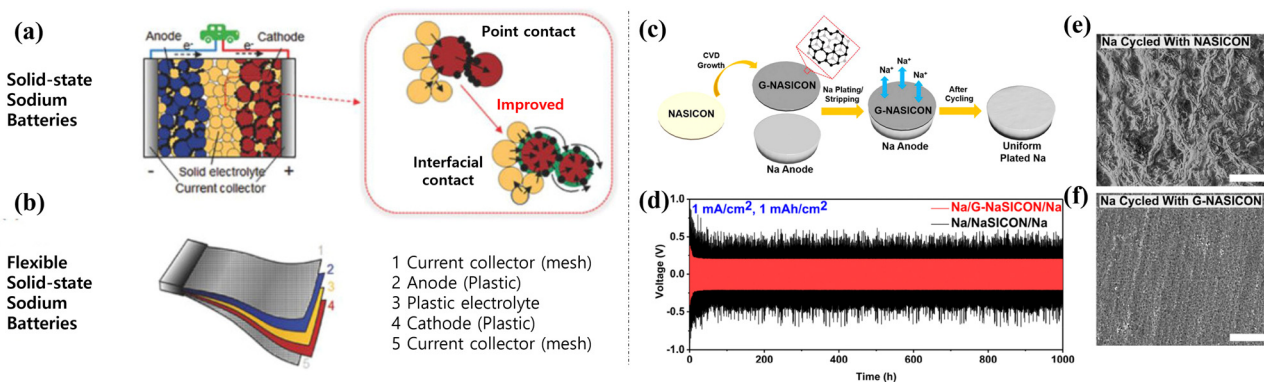 (a)
Solid-state
Sodium
Batteries
Anode
Cathode
e-
e-
Solid electrolyte
-
Current collector
+
Point contact
Improved
Interfacial
contact
(b)
Flexible
Solid-state
Sodium
Batteries
1
2
3
4
5
1 Current collector (mesh)
2 Anode (Plastic)
3 Plastic electrolyte
4 Cathode (Plastic)
5 Current collector (mesh)
(c)
NASICON
CVD
Growth
G-NASICON
Na Anode
Na Plating/
Stripping
Na⁺
Na⁺
Na⁺
G-NASICON
Na Anode
After
Cycling
Uniform
Plated Na
(d)
1 mA/cm², 1 mAh/cm²
Na/G-NaSICON/Na
Na/NaSICON/Na
Voltage (V)
1.0
0.5
0.0
-0.5
-1.0
0
200
400
600
800
1000
Time (h)
(e)
Na Cycled With NASICON
(f)
Na Cycled With G-NASICON